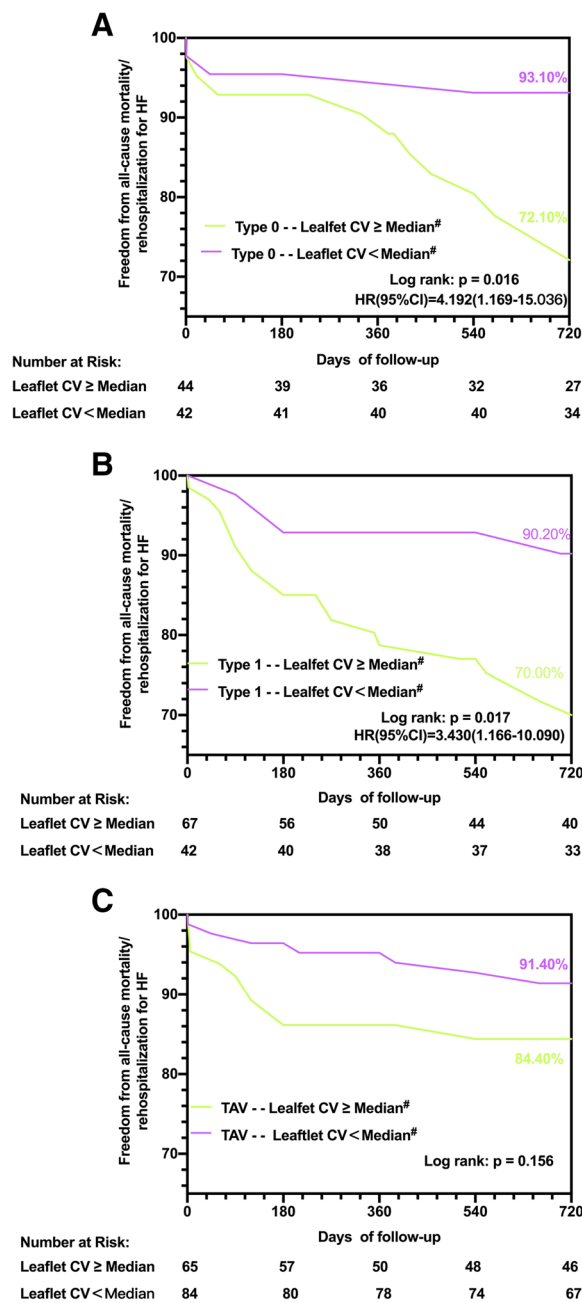 A
Freedom from all-cause mortality/
rehospitalization for HF
100
90
80
70
93.10%
72.10%
Type 0 - - Lealfet CV ≥ Median#
Type 0 - - Leaflet CV < Median#
Log rank: p = 0.016
HR(95%CI)=4.192(1.169-15.036)
0 180 360 540 720
Days of follow-up
Number at Risk:
Leaflet CV ≥ Median 44 39 36 32 27
Leaflet CV < Median 42 41 40 40 34
B
Freedom from all-cause mortality/
rehospitalization for HF
100
90
80
70
90.20%
70.00%
Type 1 - - Lealfet CV ≥ Median#
Type 1 - - Leaflet CV < Median#
Log rank: p = 0.017
HR(95%CI)=3.430(1.166-10.090)
0 180 360 540 720
Days of follow-up
Number at Risk:
Leaflet CV ≥ Median 67 56 50 44 40
Leaflet CV < Median 42 40 38 37 33
C
Freedom from all-cause mortality/
rehospitalization for HF
100
90
80
70
91.40%
84.40%
TAV - - Lealfet CV ≥ Median#
TAV - - Leaftlet CV < Median#
Log rank: p = 0.156
0 180 360 540 720
Days of follow-up
Number at Risk:
Leaflet CV ≥ Median 65 57 50 48 46
Leaflet CV < Median 84 80 78 74 67